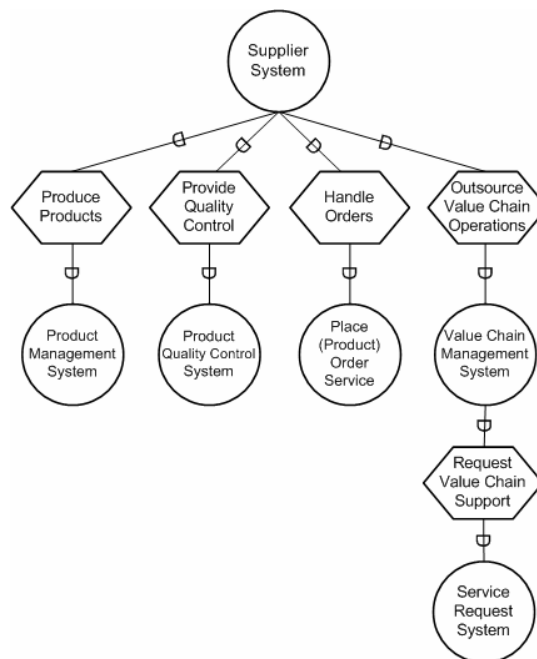 Supplier
System
Produce
Products
Provide
Quality
Control
Handle
Orders
Outsource
Value Chain
Operations
Product
Management
System
Product
Quality Control
System
Place
(Product)
Order
Service
Value Chain
Management
System
Request
Value Chain
Support
Service
Request
System